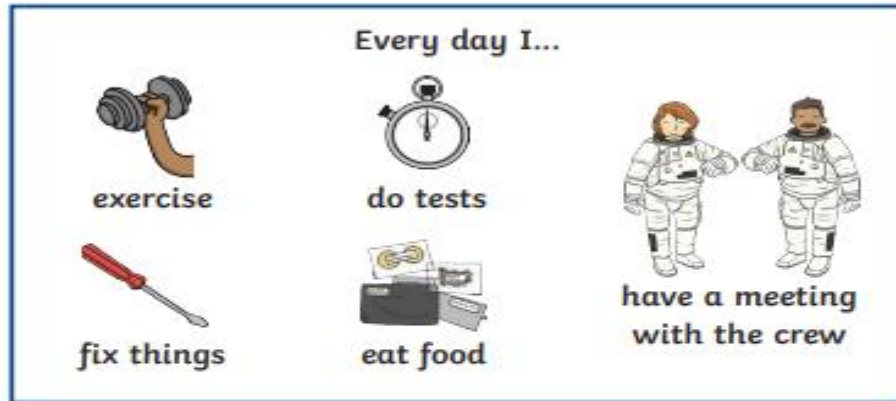 Every day I...
exercise
do tests
fix things
eat food
have a meeting
with the crew